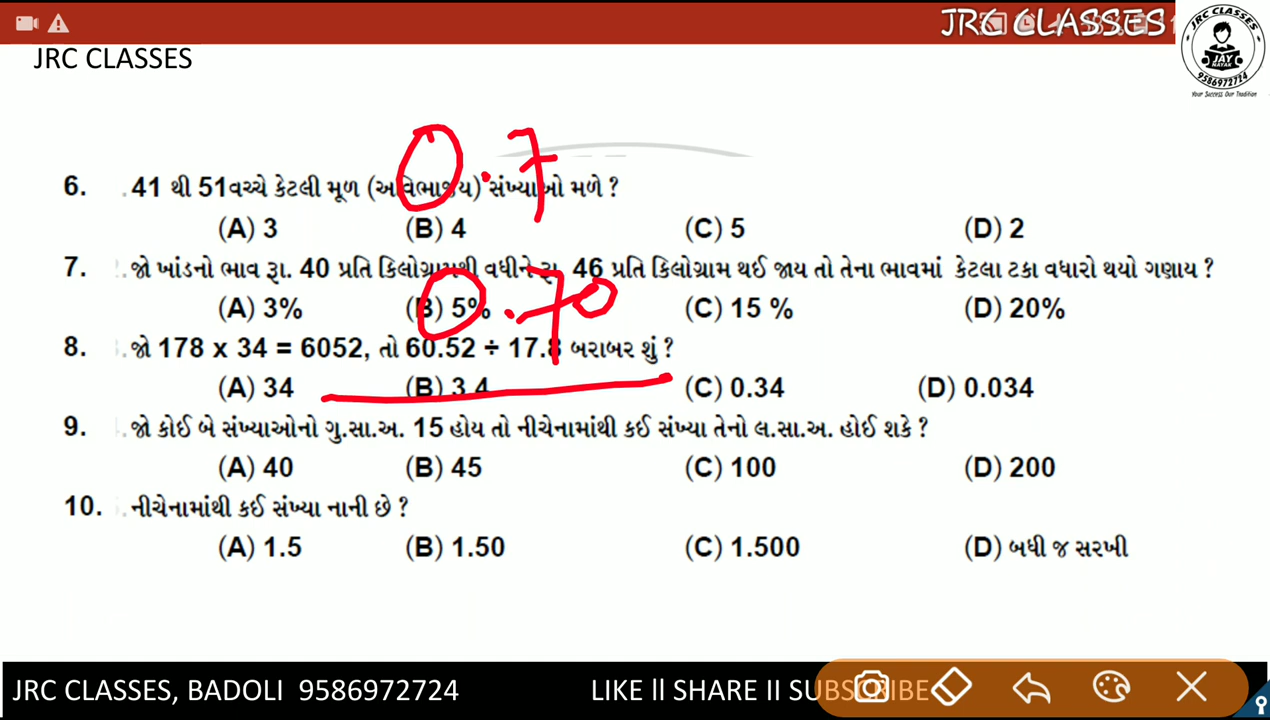 JRC CLASSES
JRC CLASSES
JRC CLASSES
JAY
NAYAK
9586972724
Your Success Our Tradition
0.7
6. 41 થી 51 વચ્ચે કેટલી મૂળ (અવિભાજ્ય) સંખ્યાઓ મળે ?
(A) 3 (B) 4 (C) 5 (D) 2
7. જો ખાંડનો ભાવ રૂા. 40 પ્રતિ કિલોગ્રામથી વધીને રૂા. 46 પ્રતિ કિલોગ્રામ થઈ જાય તો તેના ભાવમાં કેટલા ટકા વધારો થયો ગણાય ?
(A) 3% (B) 5% (C) 15 % (D) 20%
0.70
8. જો 178 x 34 = 6052, તો 60.52 ÷ 17.8 બરાબર શું ?
(A) 34 (B) 3.4 (C) 0.34 (D) 0.034
9. જો કોઈ બે સંખ્યાઓનો ગુ.સા.અ. 15 હોય તો નીચેનામાંથી કઈ સંખ્યા તેનો લ.સા.અ. હોઈ શકે ?
(A) 40 (B) 45 (C) 100 (D) 200
10. નીચેનામાંથી કઈ સંખ્યા નાની છે ?
(A) 1.5 (B) 1.50 (C) 1.500 (D) બધી જ સરખી
JRC CLASSES, BADOLI 9586972724 LIKE ll SHARE II SUBSCRIBE